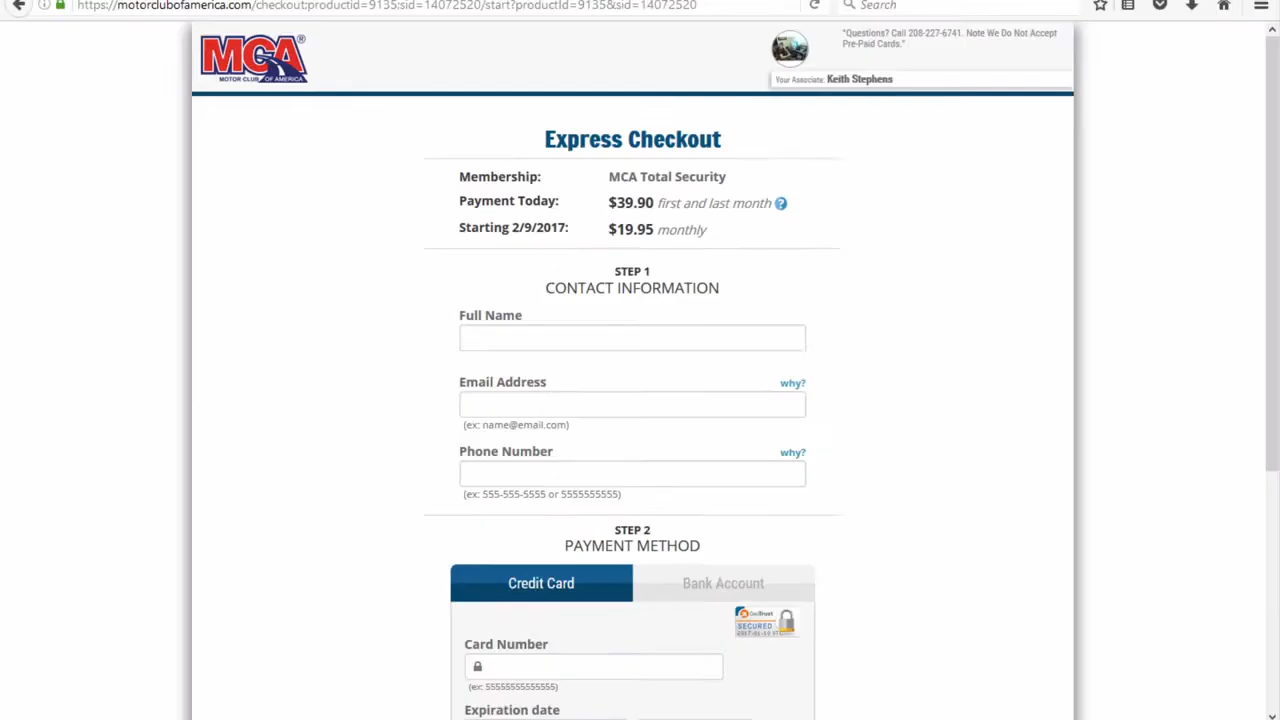 https://motorclubofamerica.com/checkout:productid=9135:sid=14072520/start?productId=9135&sid=14072520
Search
MCA®
MOTOR CLUB OF AMERICA
"Questions? Call 208-227-6741. Note We Do Not Accept
Pre-Paid Cards."
Your Associate: Keith Stephens
Express Checkout
Membership: MCA Total Security
Payment Today: $39.90 first and last month ?
Starting 2/9/2017: $19.95 monthly
STEP 1
CONTACT INFORMATION
Full Name
Email Address why?
(ex: name@email.com)
Phone Number why?
(ex: 555-555-5555 or 5555555555)
STEP 2
PAYMENT METHOD
Credit Card Bank Account
GeoTrust
SECURED
Card Number
(ex: 55555555555555)
Expiration date